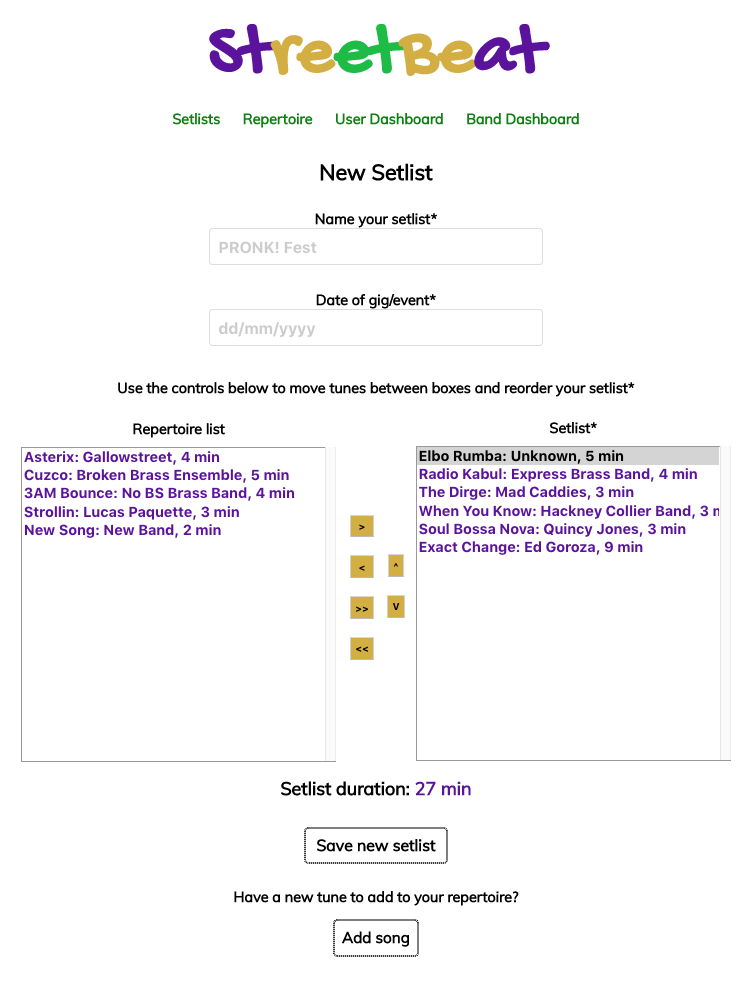 StreetBeat
Setlists Repertoire User Dashboard Band Dashboard
New Setlist
Name your setlist*
PRONK! Fest
Date of gig/event*
dd/mm/yyyy
Use the controls below to move tunes between boxes and reorder your setlist*
Repertoire list
Asterix: Gallowstreet, 4 min
Cuzco: Broken Brass Ensemble, 5 min
3AM Bounce: No BS Brass Band, 4 min
Strollin: Lucas Paquette, 3 min
New Song: New Band, 2 min
>
<
>>
<<
^
V
Setlist*
Elbo Rumba: Unknown, 5 min
Radio Kabul: Express Brass Band, 4 min
The Dirge: Mad Caddies, 3 min
When You Know: Hackney Collier Band, 3 m
Soul Bossa Nova: Quincy Jones, 3 min
Exact Change: Ed Goroza, 9 min
Setlist duration: 27 min
Save new setlist
Have a new tune to add to your repertoire?
Add song